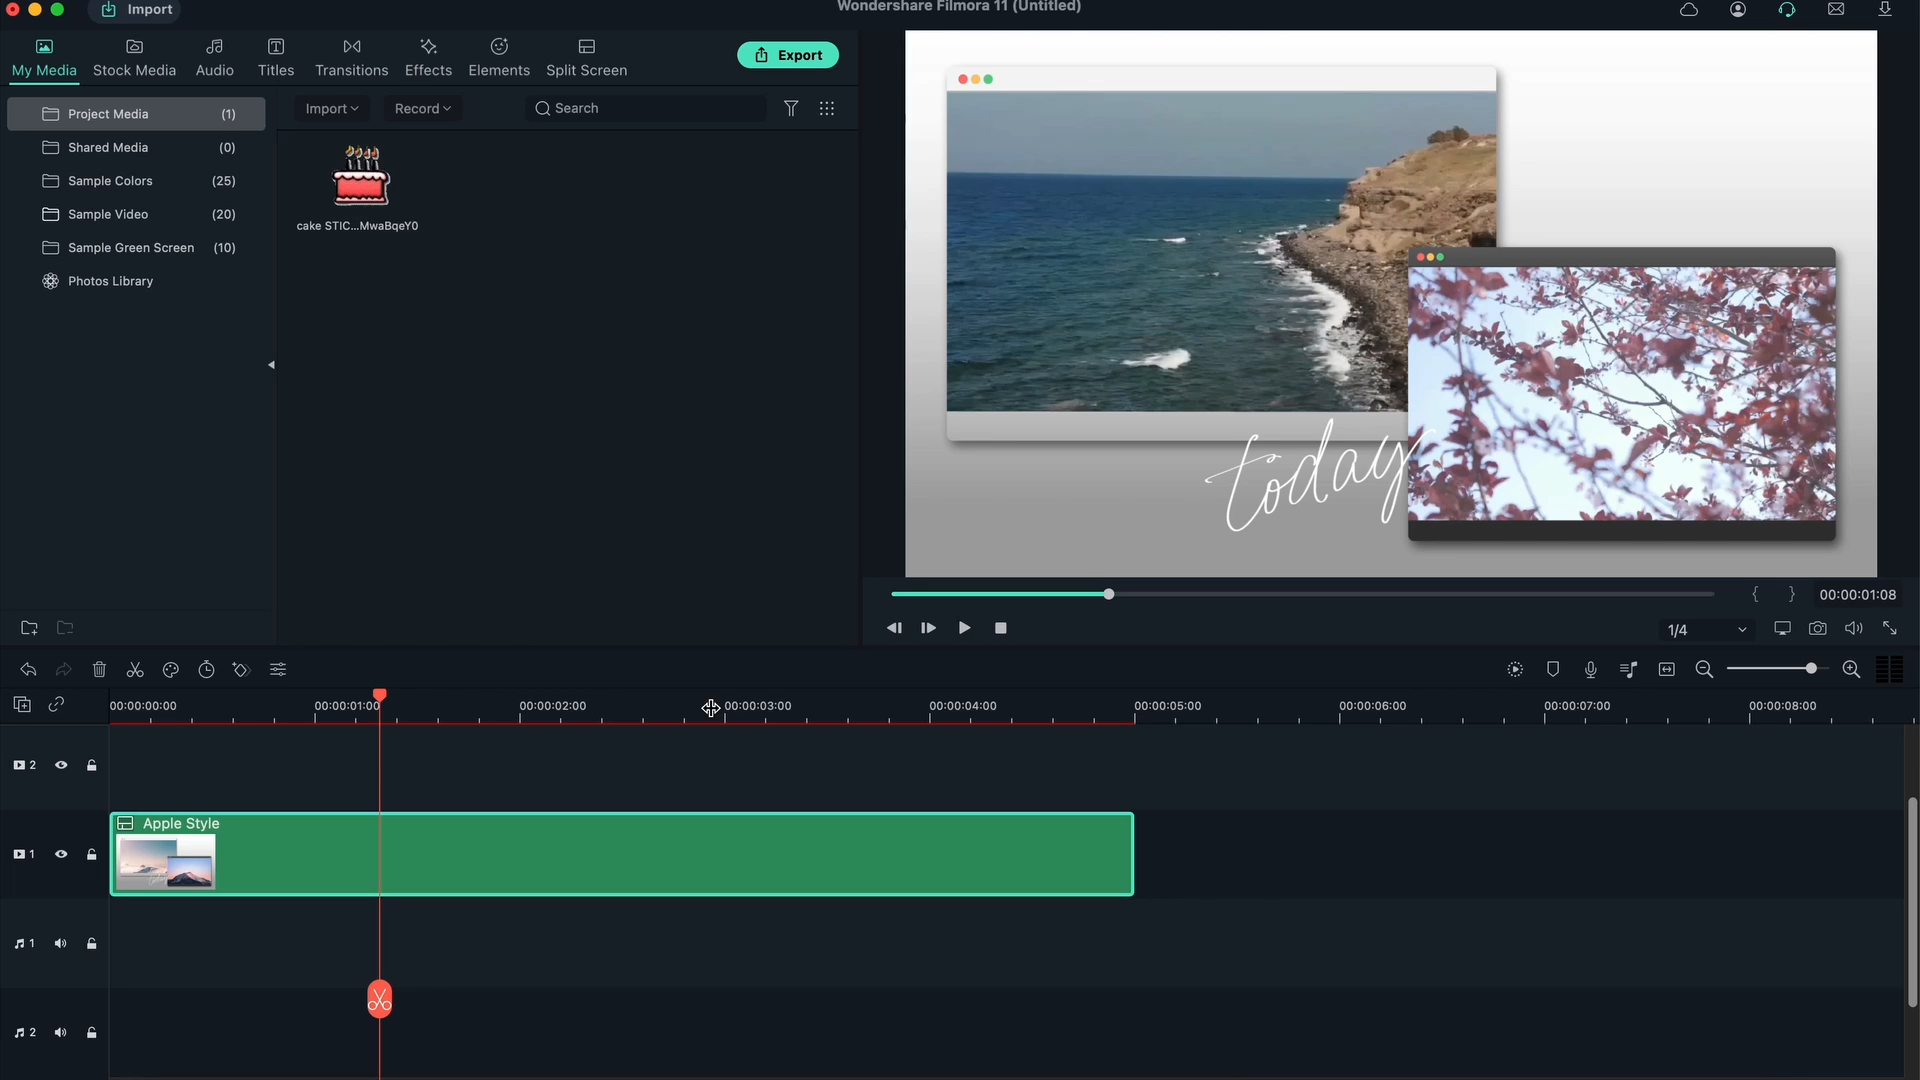 Import
Wondershare Filmora 11 (Untitled)
My Media
Stock Media
Audio
Titles
Transitions
Effects
Elements
Split Screen
Export
Project Media (1)
Shared Media (0)
Sample Colors (25)
Sample Video (20)
Sample Green Screen (10)
Photos Library
Import
Record
Search
cake STIC...MwaBqeY0
today
00:00:01:08
1/4
00:00:00:00
00:00:01:00
00:00:02:00
00:00:03:00
00:00:04:00
00:00:05:00
00:00:06:00
00:00:07:00
00:00:08:00
2
Apple Style
1
1
2